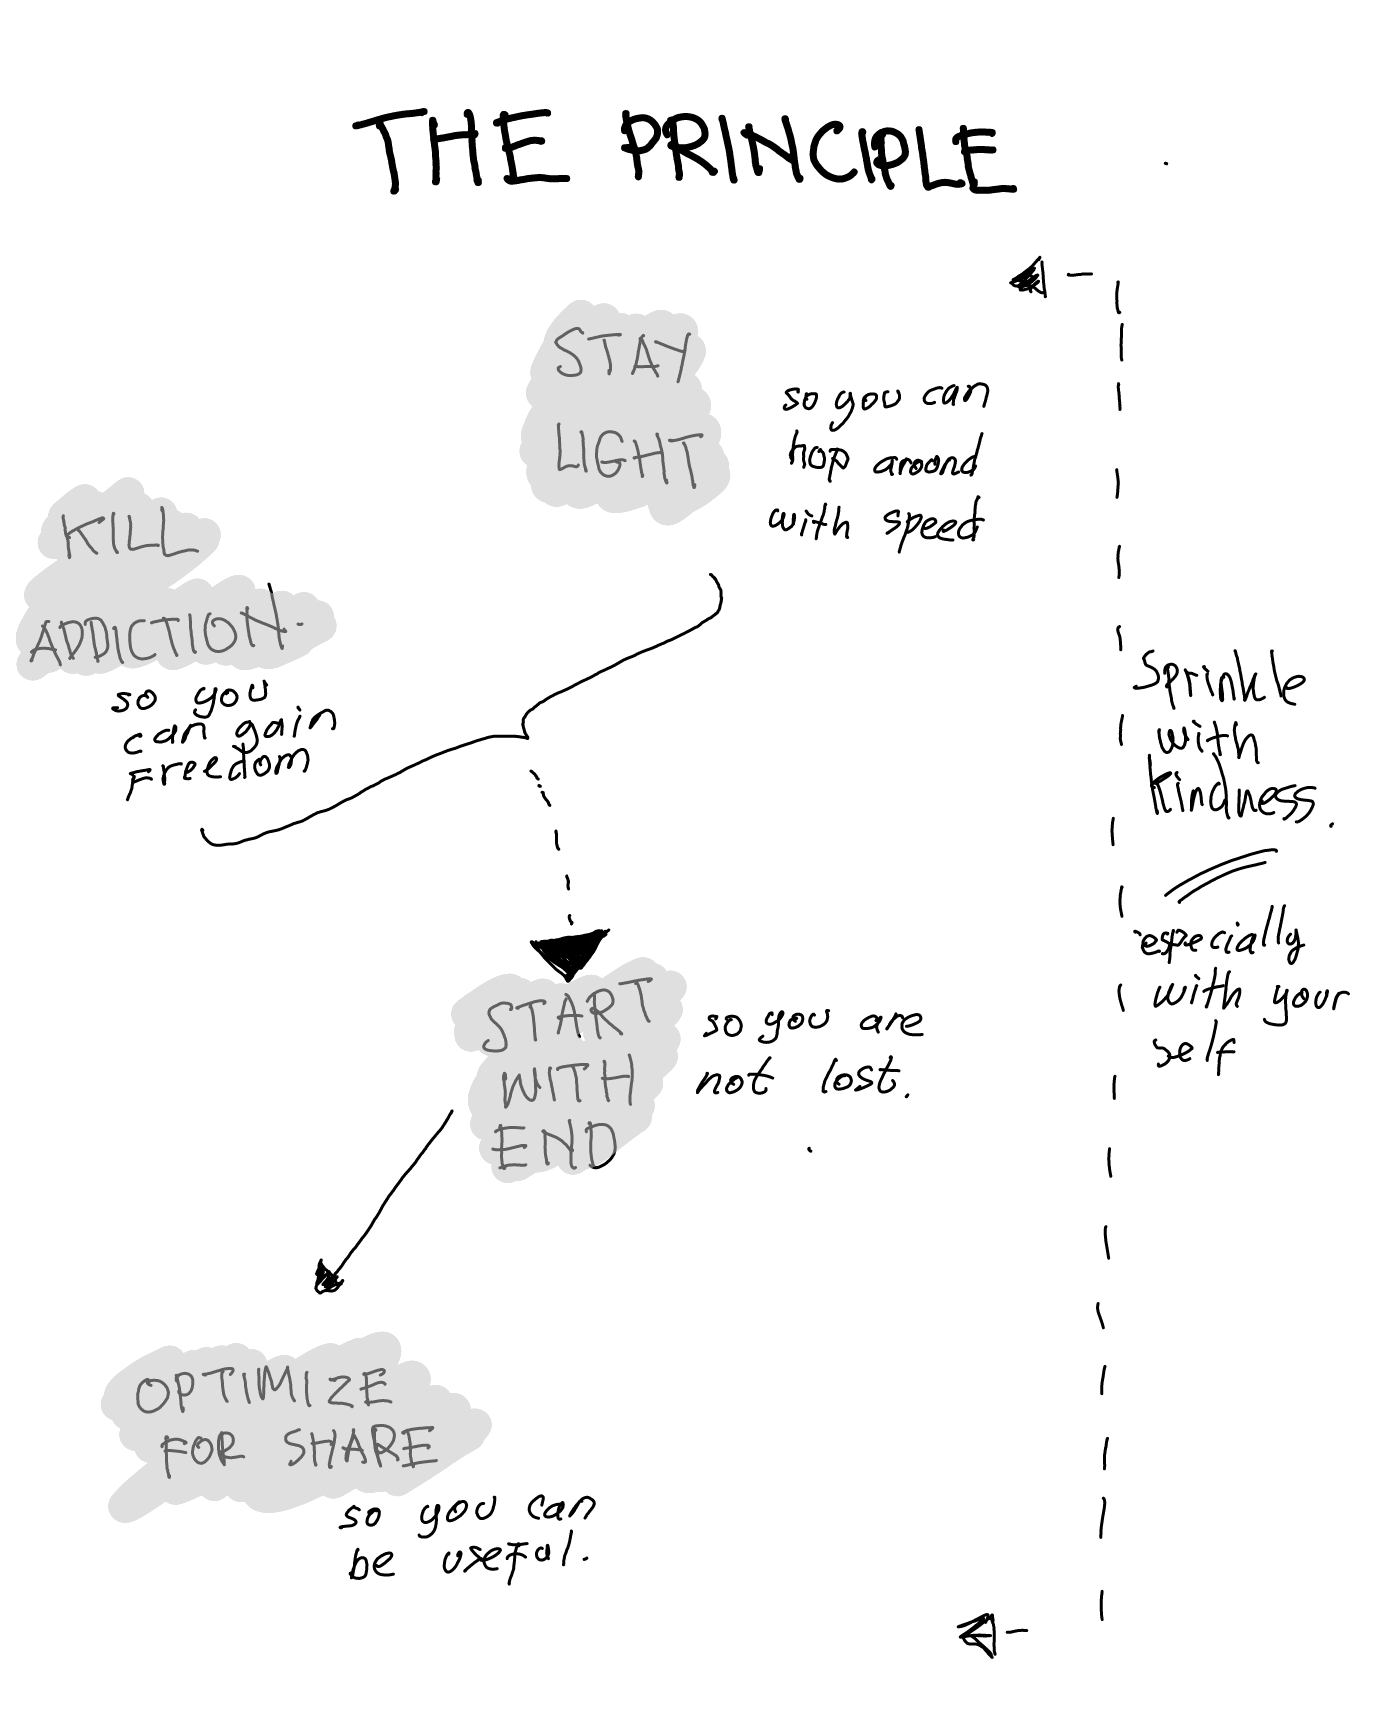 THE PRINCIPLE
STAY
LIGHT
so you can
hop around
with speed
KILL
ADDICTION.
so you
can gain
Freedom
START
WITH
END
so you are
not lost.
OPTIMIZE
FOR SHARE
so you can
be useful.
Sprinkle
with
Kindness.
especially
with your
self